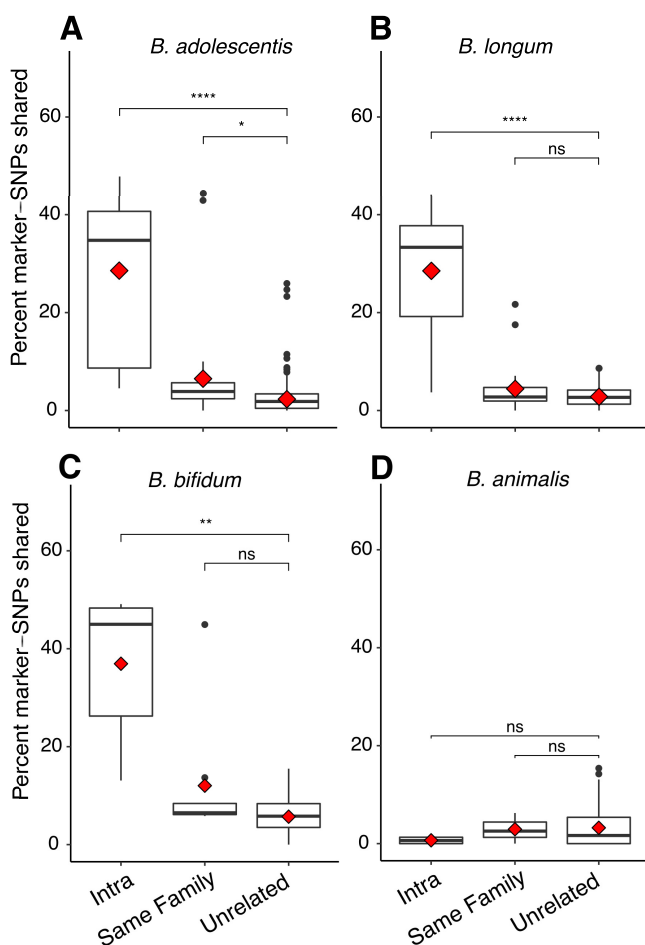 A
B. adolescentis
B
B. longum
Percent marker–SNPs shared
60
40
20
0
****
*
60
40
20
0
****
ns
C
B. bifidum
D
B. animalis
Percent marker–SNPs shared
60
40
20
0
**
ns
60
40
20
0
ns
ns
Intra
Same Family
Unrelated
Intra
Same Family
Unrelated